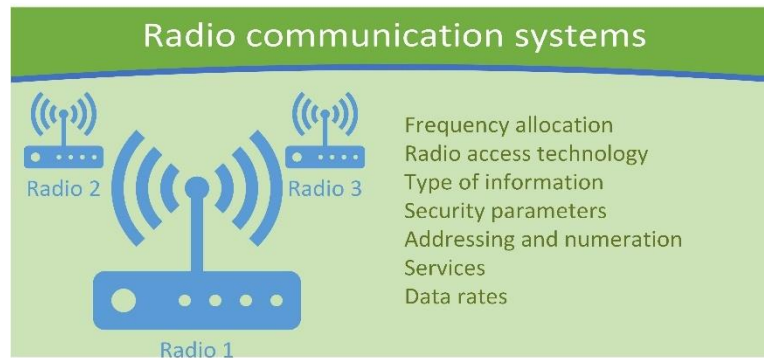 Radio communication systems
Radio 2
Radio 3
Radio 1
Frequency allocation
Radio access technology
Type of information
Security parameters
Addressing and numeration
Services
Data rates